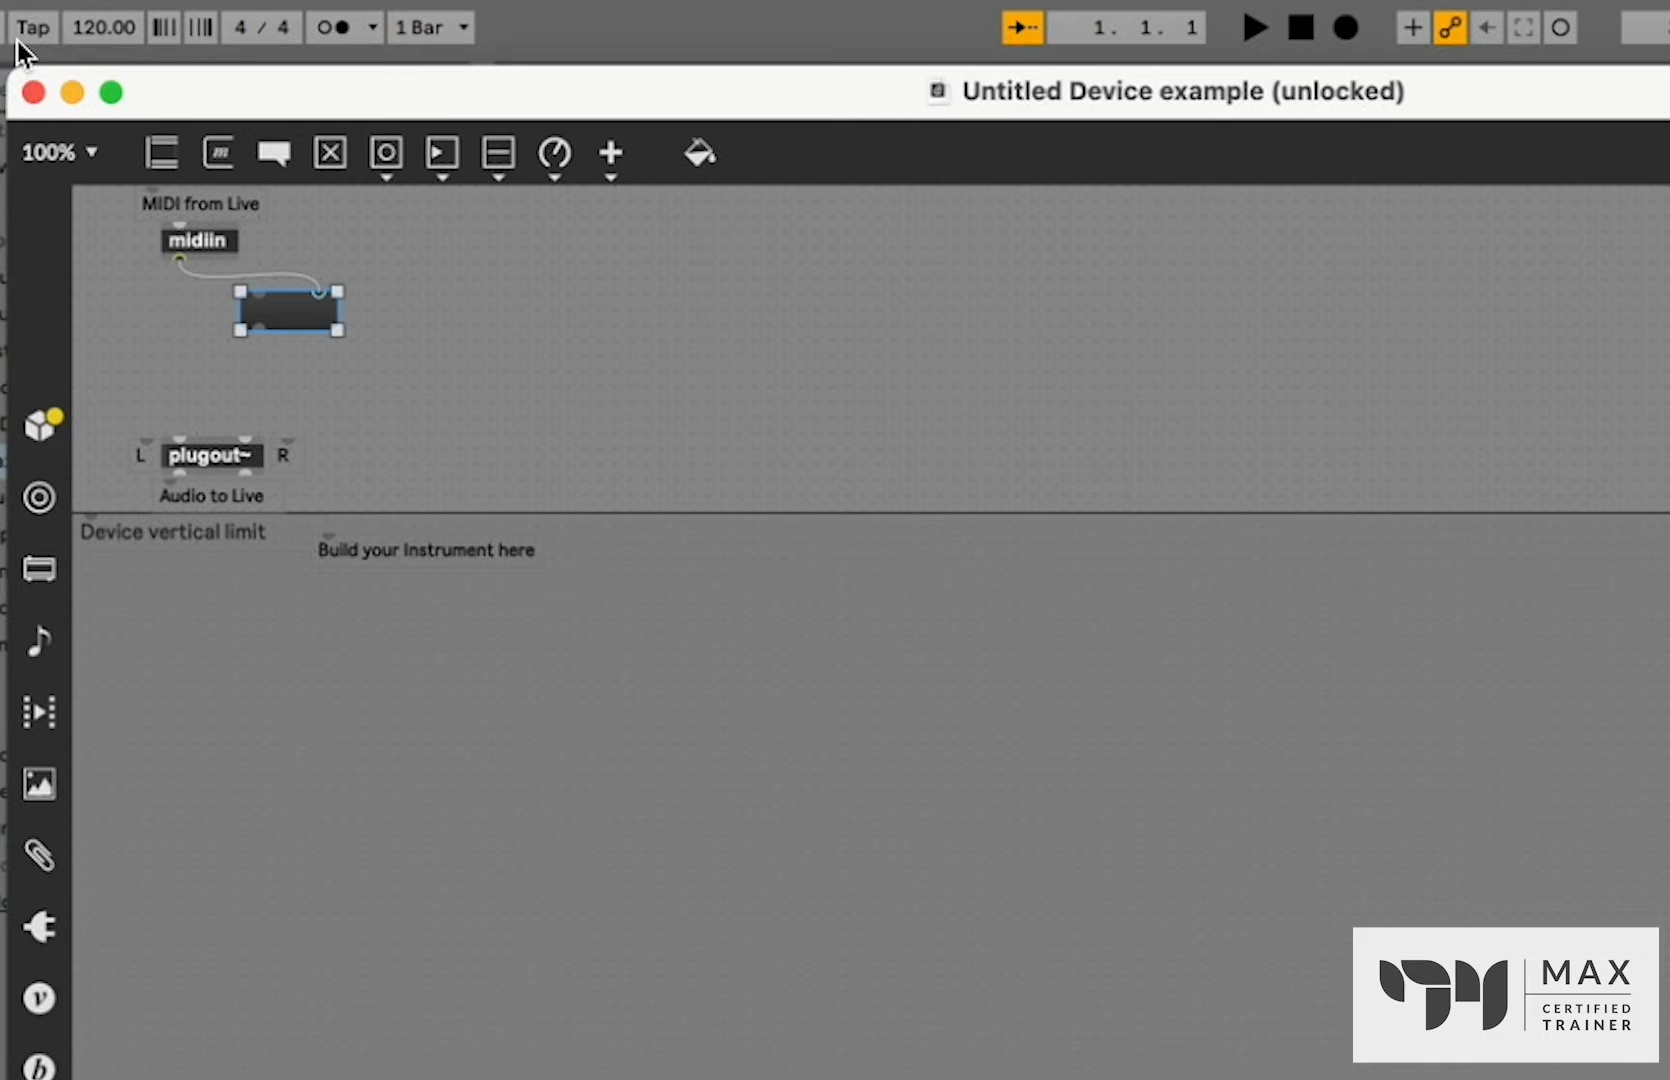 Tap 120.00 4 / 4 1 Bar 1. 1. 1
Untitled Device example (unlocked)
100% m
MIDI from Live
midiin
L plugout~ R
Audio to Live
Device vertical limit
Build your Instrument here
v
b
MAX
CERTIFIED
TRAINER